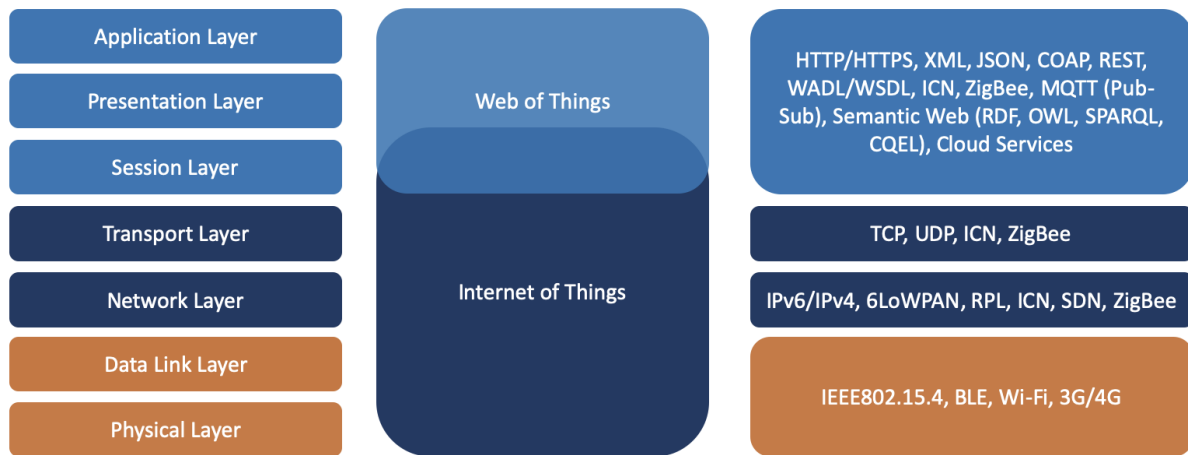 Application Layer
Presentation Layer
Session Layer
Transport Layer
Network Layer
Data Link Layer
Physical Layer
Web of Things
Internet of Things
HTTP/HTTPS, XML, JSON, COAP, REST,
WADL/WSDL, ICN, ZigBee, MQTT (Pub-
Sub), Semantic Web (RDF, OWL, SPARQL,
CQEL), Cloud Services
TCP, UDP, ICN, ZigBee
IPv6/IPv4, 6LoWPAN, RPL, ICN, SDN, ZigBee
IEEE802.15.4, BLE, Wi-Fi, 3G/4G